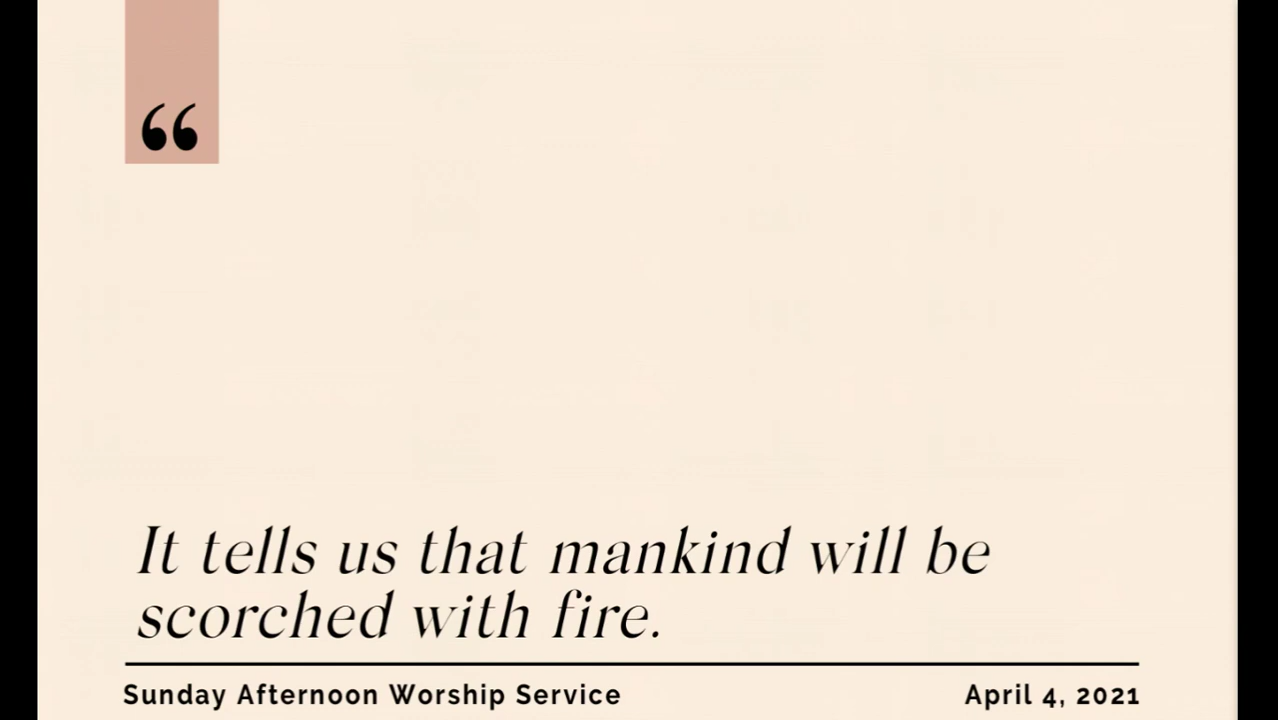 “
It tells us that mankind will be
scorched with fire.
Sunday Afternoon Worship Service
April 4, 2021